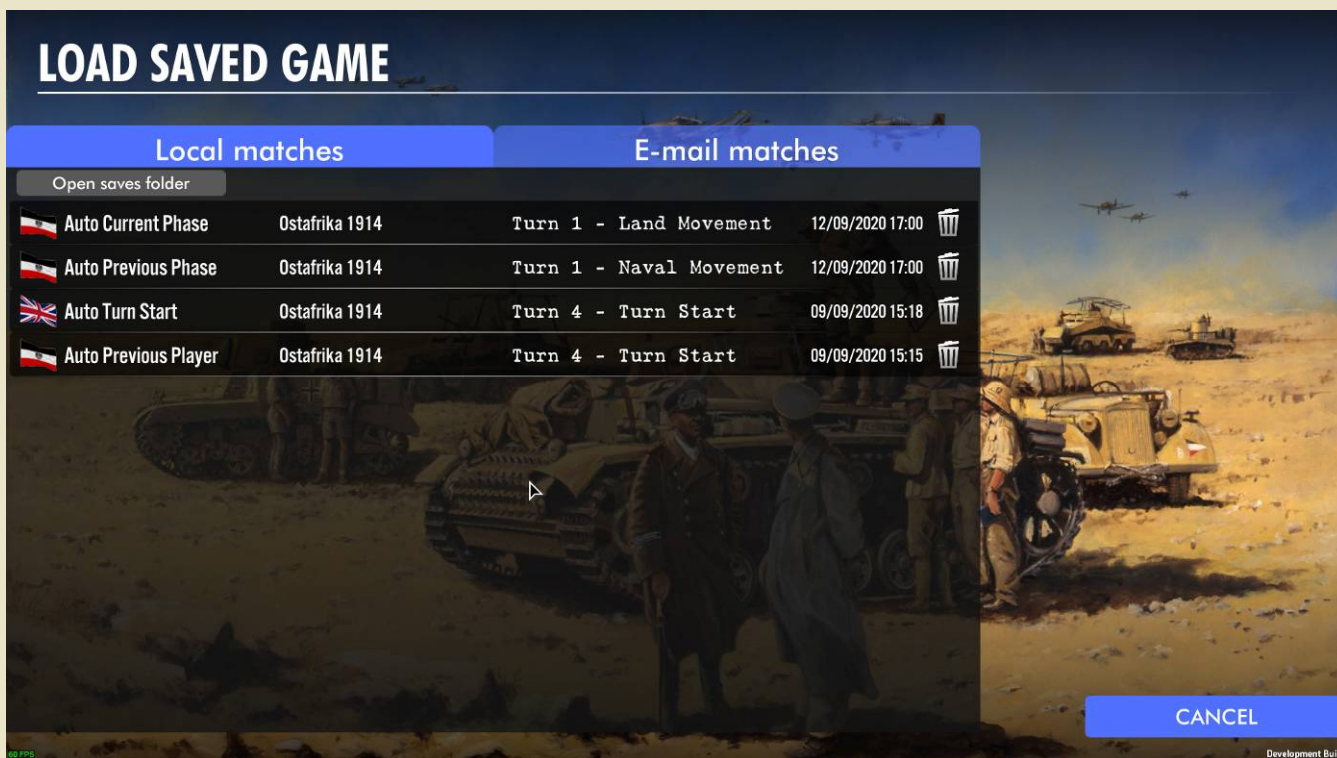 LOAD SAVED GAME
Local matches E-mail matches
Open saves folder
Auto Current Phase Ostafrika 1914 Turn 1 - Land Movement 12/09/2020 17:00
Auto Previous Phase Ostafrika 1914 Turn 1 - Naval Movement 12/09/2020 17:00
Auto Turn Start Ostafrika 1914 Turn 4 - Turn Start 09/09/2020 15:18
Auto Previous Player Ostafrika 1914 Turn 4 - Turn Start 09/09/2020 15:15
CANCEL
60 FPS Development Bui